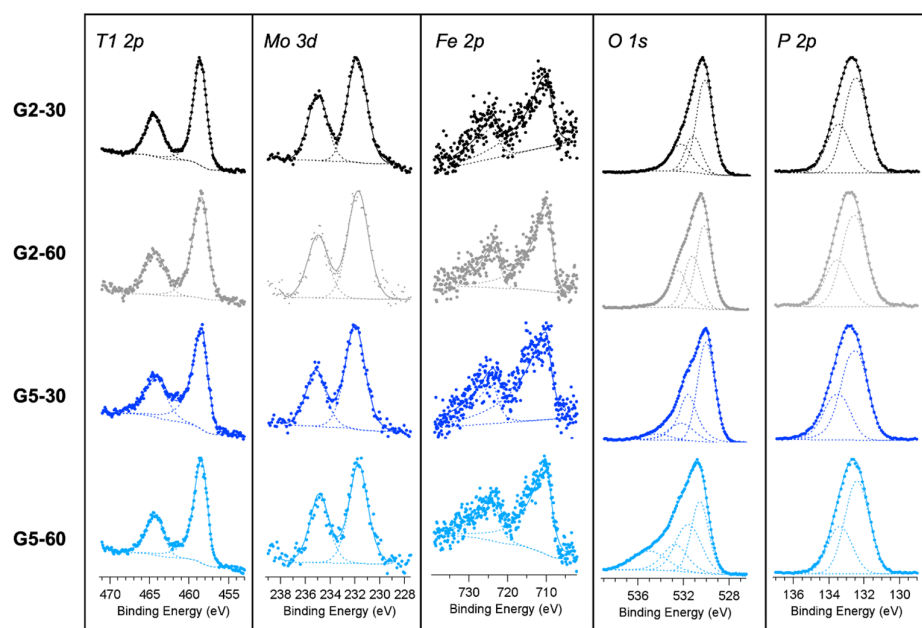 T1 2p Mo 3d Fe 2p O 1s P 2p
G2-30
G2-60
G5-30
G5-60
470 465 460 455 238 236 234 232 230 228 730 720 710 536 532 528 136 134 132 130
Binding Energy (eV) Binding Energy (eV) Binding Energy (eV) Binding Energy (eV) Binding Energy (eV)